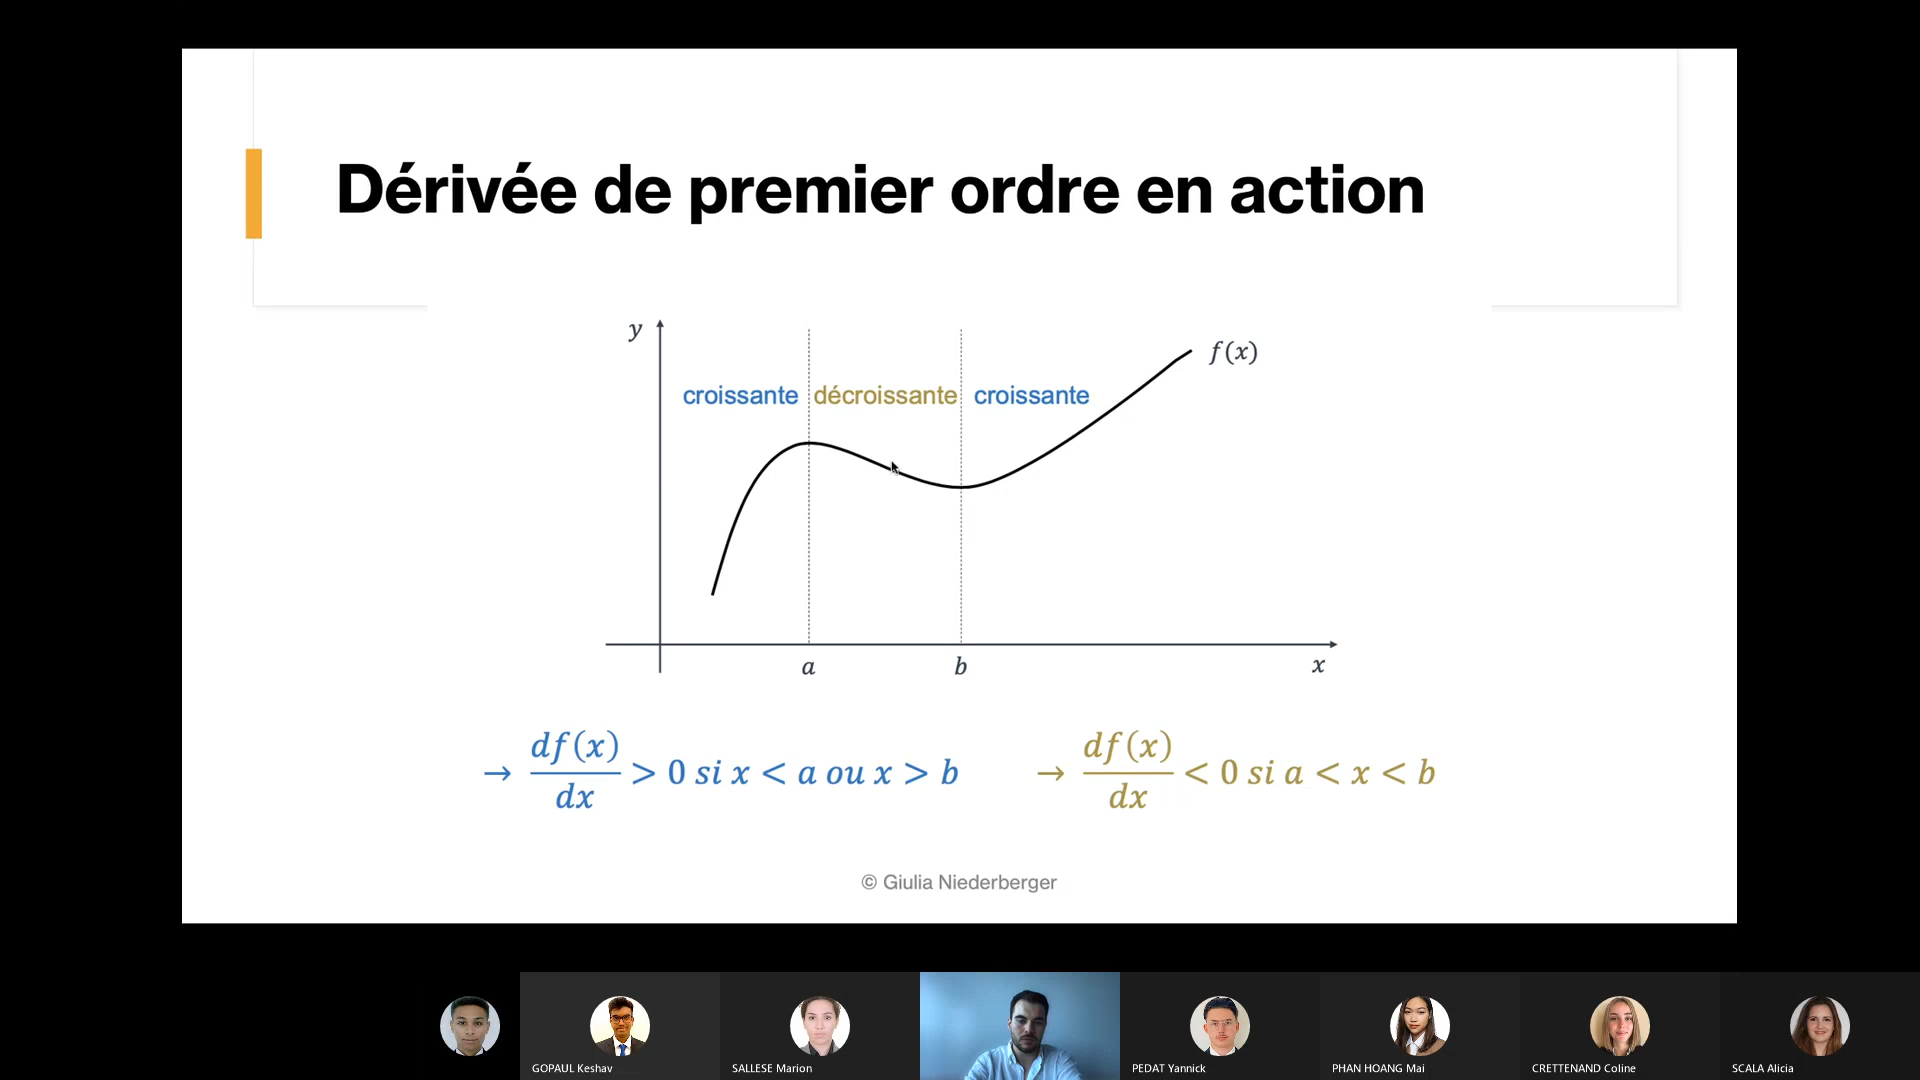 Dérivée de premier ordre en action
y
f(x)
croissante décroissante croissante
a b x
→ df(x)/dx > 0 si x < a ou x > b
→ df(x)/dx < 0 si a < x < b
© Giulia Niederberger
GOPAUL Keshav
SALLESE Marion
PEDAT Yannick
PHAN HOANG Mai
CRETTENAND Coline
SCALA Alicia